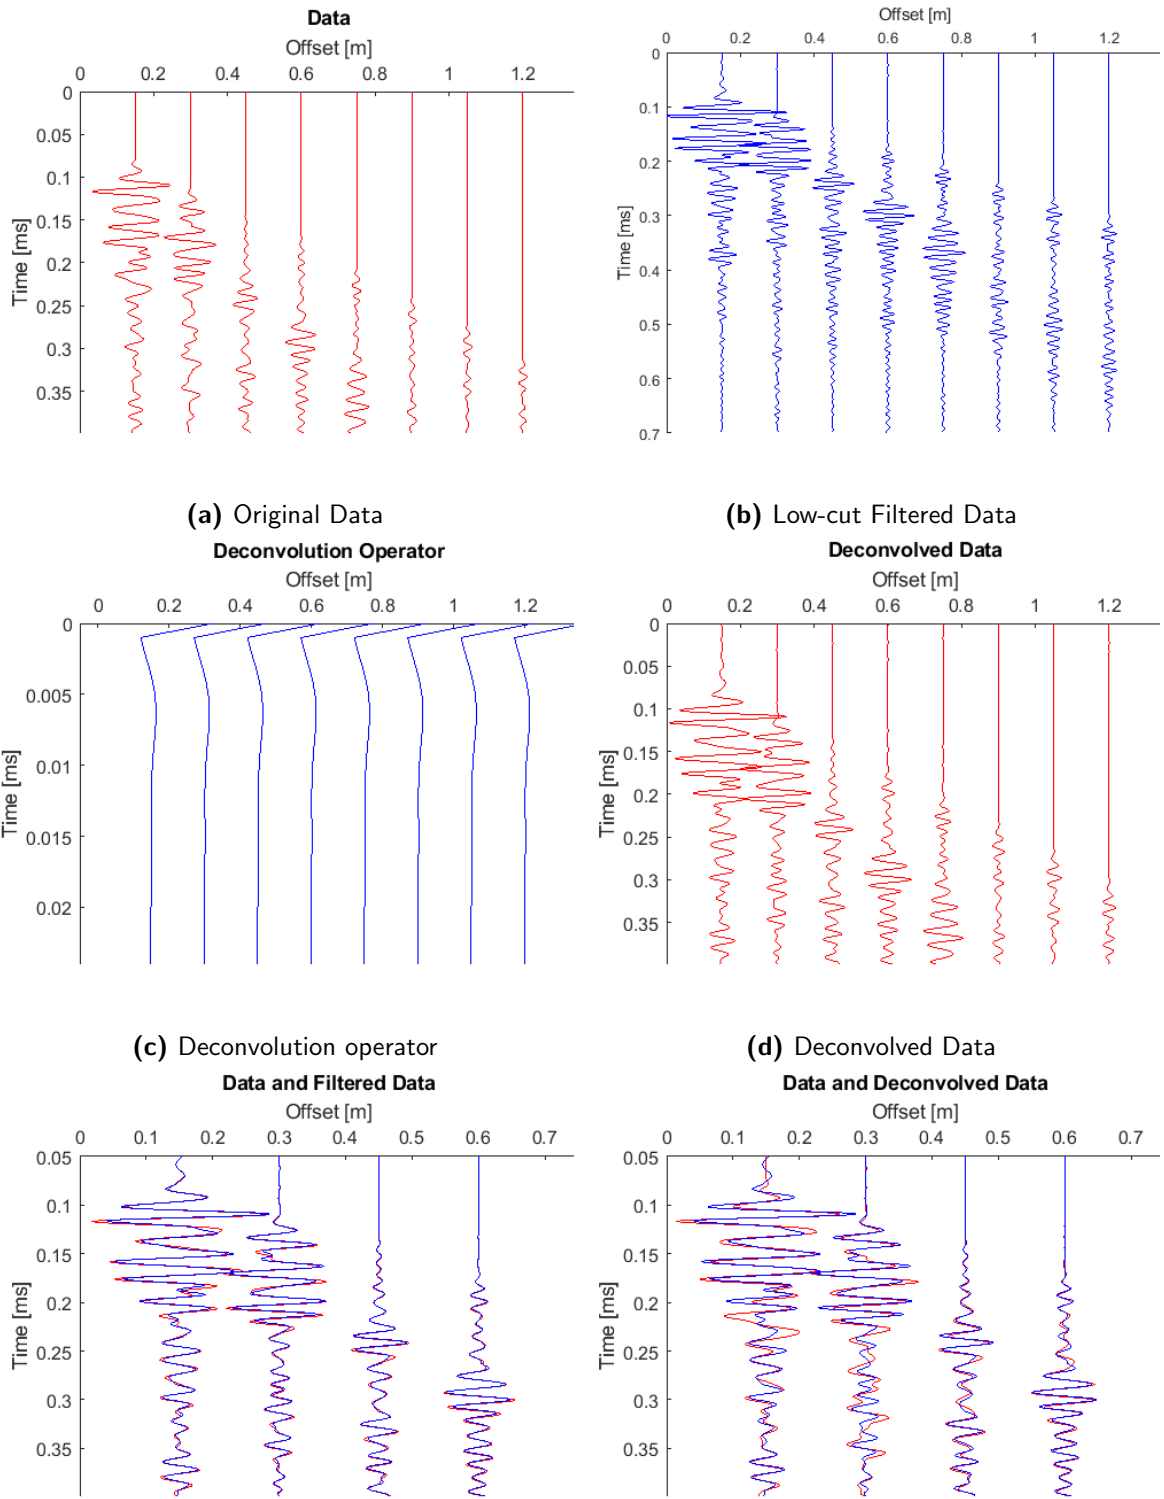 Data
Offset [m]
0 0.2 0.4 0.6 0.8 1 1.2
0
0.05
0.1
0.15
0.2
0.25
0.3
0.35
Time [ms]
(a) Original Data
Offset [m]
0 0.2 0.4 0.6 0.8 1 1.2
0
0.1
0.2
0.3
0.4
0.5
0.6
0.7
Time [ms]
(b) Low-cut Filtered Data
Deconvolution Operator
Offset [m]
0 0.2 0.4 0.6 0.8 1 1.2
0
0.005
0.01
0.015
0.02
Time [ms]
(c) Deconvolution operator
Deconvolved Data
Offset [m]
0 0.2 0.4 0.6 0.8 1 1.2
0
0.05
0.1
0.15
0.2
0.25
0.3
0.35
Time [ms]
(d) Deconvolved Data
Data and Filtered Data
Offset [m]
0 0.1 0.2 0.3 0.4 0.5 0.6 0.7
0.05
0.1
0.15
0.2
0.25
0.3
0.35
Time [ms]
Data and Deconvolved Data
Offset [m]
0 0.1 0.2 0.3 0.4 0.5 0.6 0.7
0.05
0.1
0.15
0.2
0.25
0.3
0.35
Time [ms]